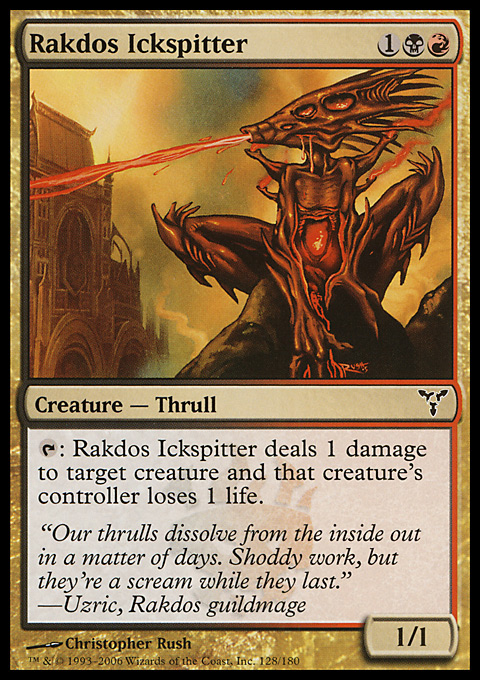 Rakdos Ickspitter
1
Creature — Thrull
: Rakdos Ickspitter deals 1 damage
to target creature and that creature's
controller loses 1 life.
“Our thrulls dissolve from the inside out
in a matter of days. Shoddy work, but
they're a scream while they last.”
—Uzric, Rakdos guildmage
1/1
Christopher Rush
™ & © 1993–2006 Wizards of the Coast, Inc. 128/180